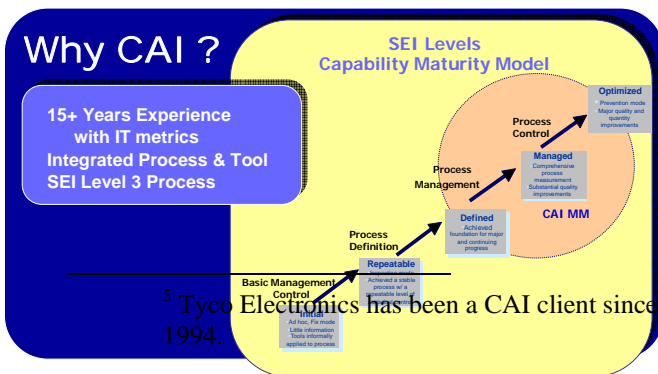 Why CAI ?
15+ Years Experience
with IT metrics
Integrated Process & Tool
SEI Level 3 Process
SEI Levels
Capability Maturity Model
Optimized
Prevention mode
Major quality and
quantity
improvements
Process
Control
Managed
Comprehensive
process
measurement
Substantial quality
improvements
CAI MM
Process
Management
Defined
Achieved
foundation for major
and continuing
progress
Process
Definition
Repeatable
Achieved a stable
process w/ a
repeatable level of
Basic Management
Control
Initial
Ad hoc, Fix mode
Little information
Tools informally
applied to process
5 Tyco Electronics has been a CAI client since
1994.